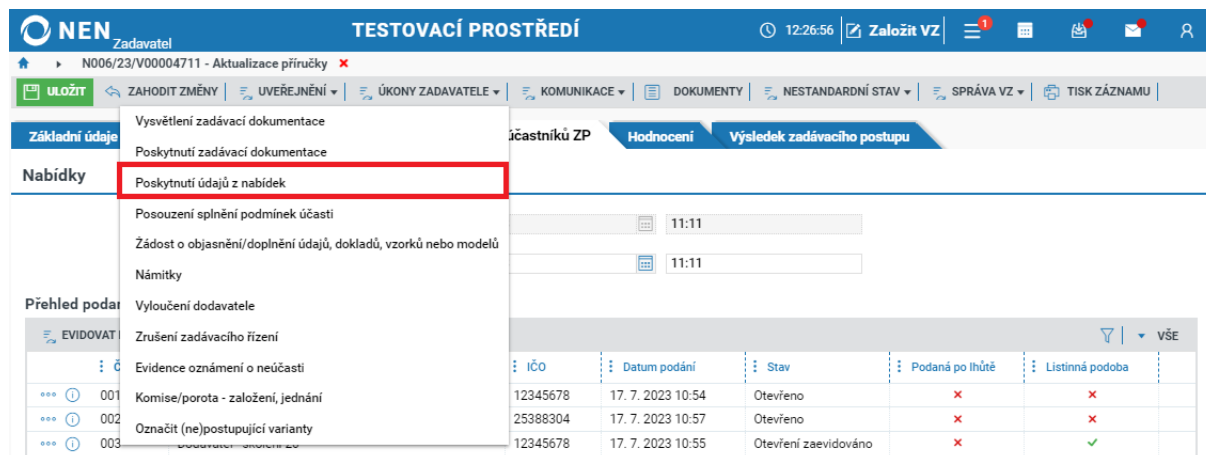 NEN Zadavatel TESTOVACÍ PROSTŘEDÍ 12:26:56 Založit VZ 1
N006/23/V00004711 - Aktualizace příručky
ULOŽIT ZAHODIT ZMĚNY UVEŘEJNĚNÍ ÚKONY ZADAVATELE KOMUNIKACE DOKUMENTY NESTANDARDNÍ STAV SPRÁVA VZ TISK ZÁZNAMU
Základní údaje účastníků ZP Hodnocení Výsledek zadávacího postupu
Nabídky
Vysvětlení zadávací dokumentace
Poskytnutí zadávací dokumentace
Poskytnutí údajů z nabídek
Posouzení splnění podmínek účasti
Žádost o objasnění/doplnění údajů, dokladů, vzorků nebo modelů
Námitky
Vyloučení dodavatele
Zrušení zadávacího řízení
Evidence oznámení o neúčasti
Komise/porota - založení, jednání
Označit (ne)postupující varianty
11:11
11:11
Přehled
EVIDOVAT VŠE
IČO Datum podání Stav Podaná po lhůtě Listinná podoba
001 12345678 17. 7. 2023 10:54 Otevřeno
002 25388304 17. 7. 2023 10:57 Otevřeno
003 12345678 17. 7. 2023 10:55 Otevření zaevidováno